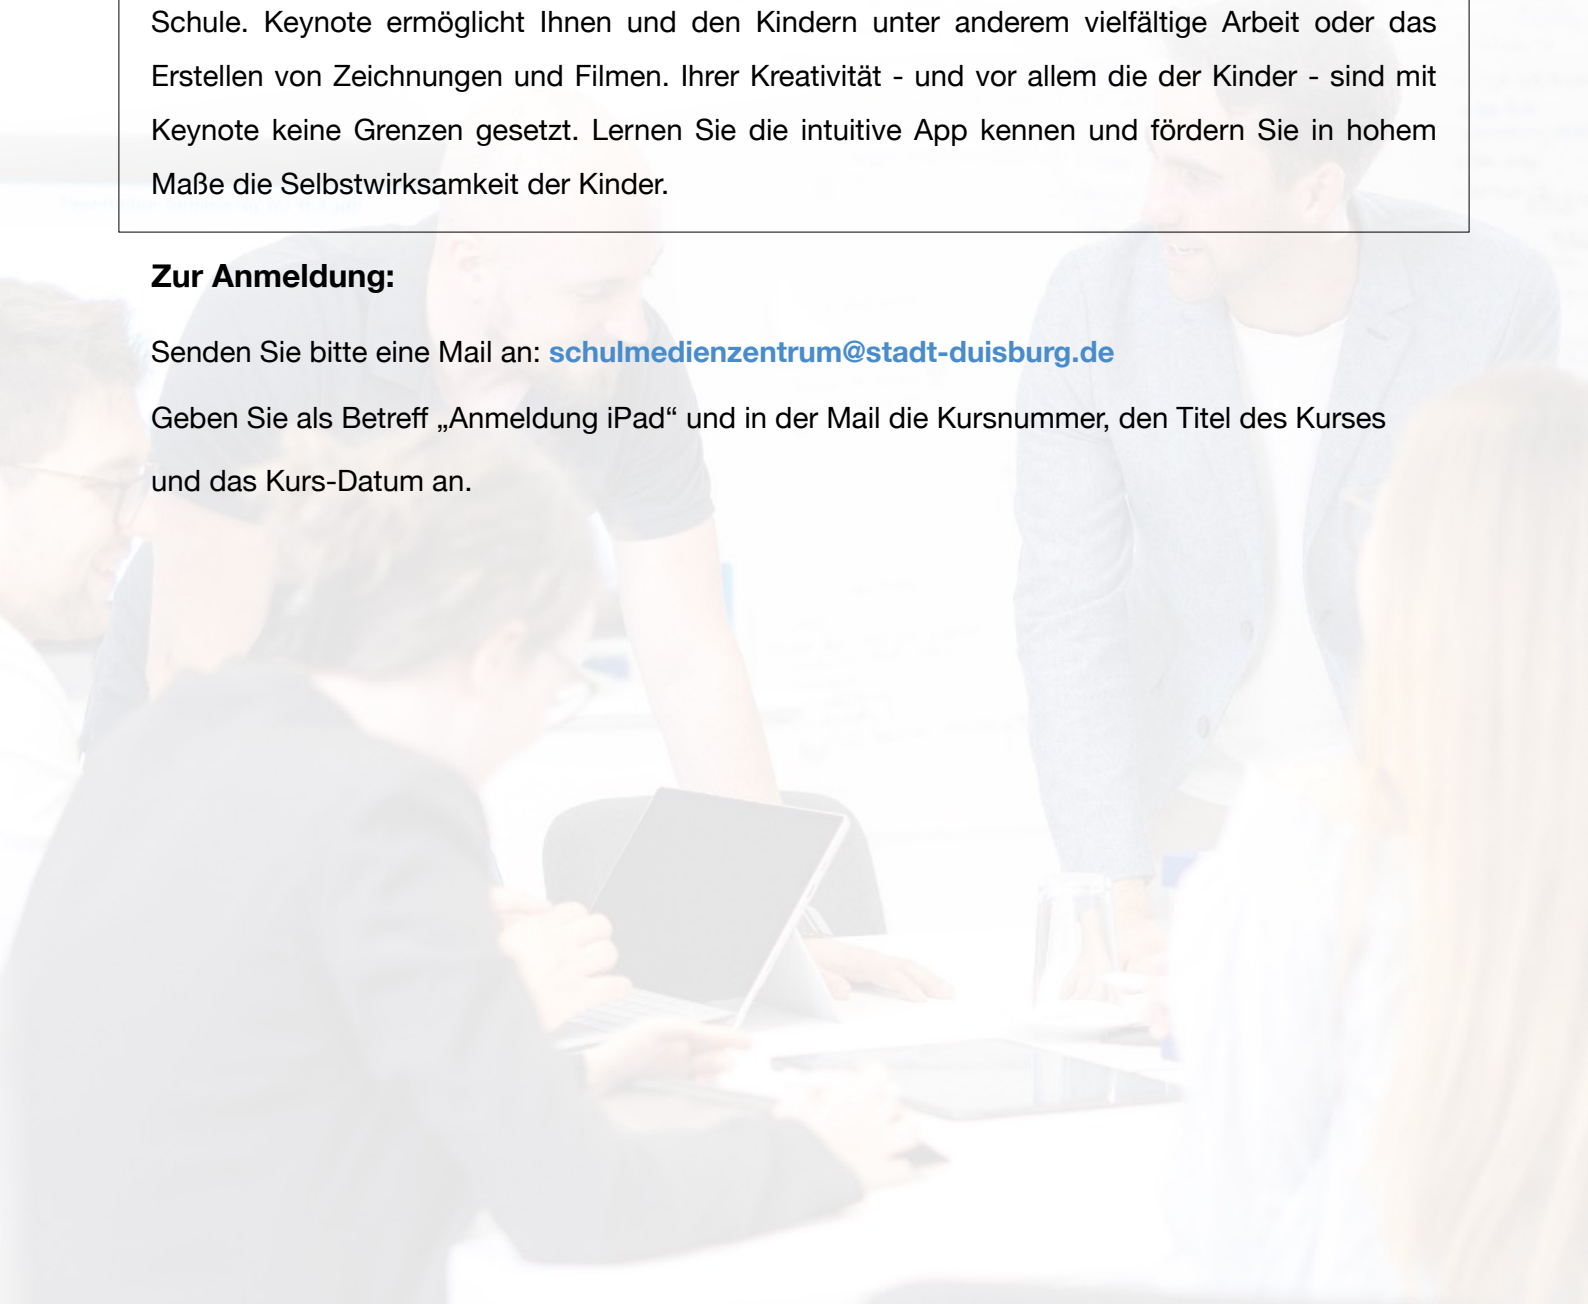 Schule. Keynote ermöglicht Ihnen und den Kindern unter anderem vielfältige Arbeit oder das
Erstellen von Zeichnungen und Filmen. Ihrer Kreativität - und vor allem die der Kinder - sind mit
Keynote keine Grenzen gesetzt. Lernen Sie die intuitive App kennen und fördern Sie in hohem
Maße die Selbstwirksamkeit der Kinder.
Zur Anmeldung:
Senden Sie bitte eine Mail an: schulmedienzentrum@stadt-duisburg.de
Geben Sie als Betreff „Anmeldung iPad“ und in der Mail die Kursnummer, den Titel des Kurses
und das Kurs-Datum an.